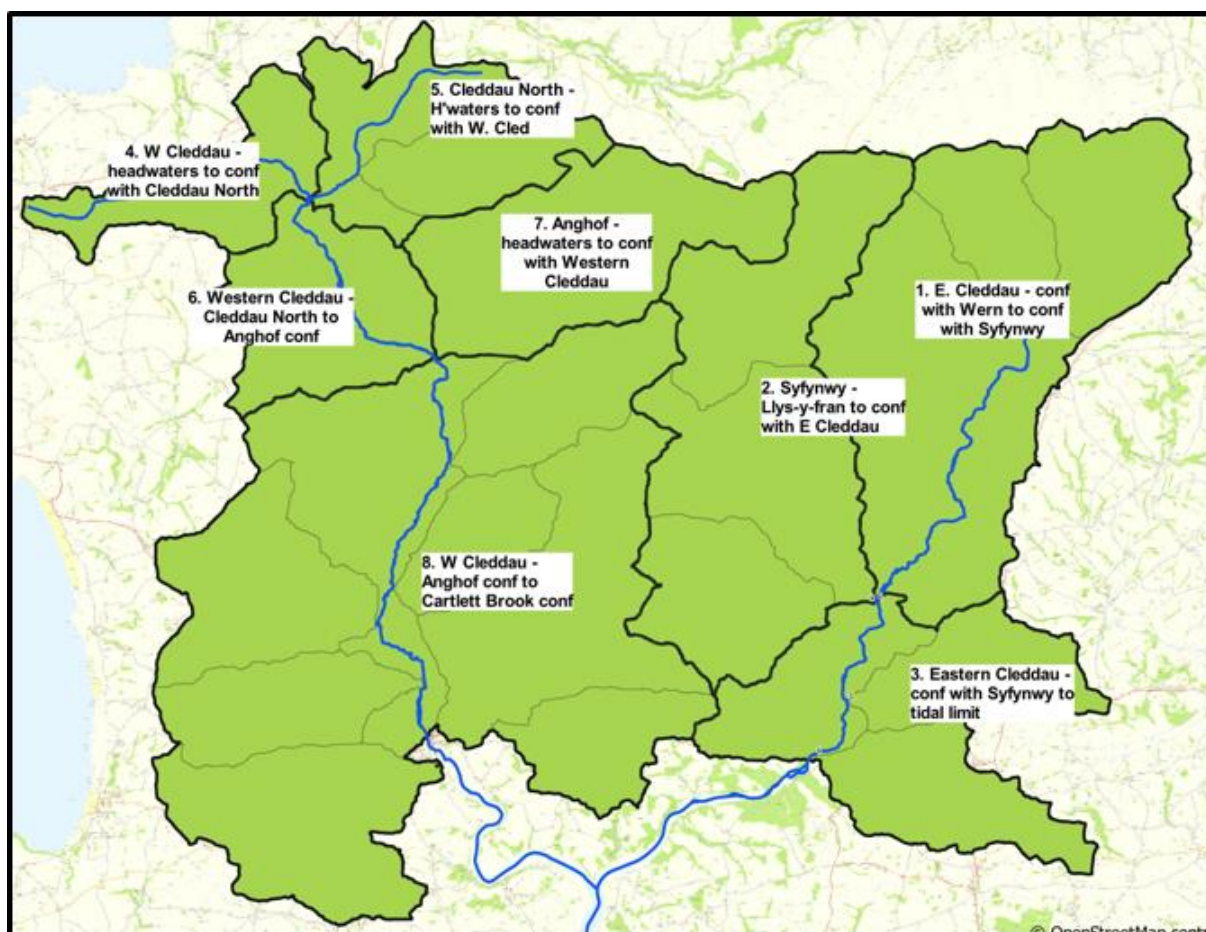 5. Cleddau North -
H'waters to conf
with W. Cled
4. W Cleddau -
headwaters to conf
with Cleddau North
7. Anghof -
headwaters to conf
with Western
Cleddau
6. Western Cleddau -
Cleddau North to
Anghof conf
1. E. Cleddau - conf
with Wern to conf
with Syfynwy
2. Syfynwy -
Llys-y-fran to conf
with E Cleddau
8. W Cleddau -
Anghof conf to
Cartlett Brook conf
3. Eastern Cleddau -
conf with Syfynwy to
tidal limit
© OpenStreetMap